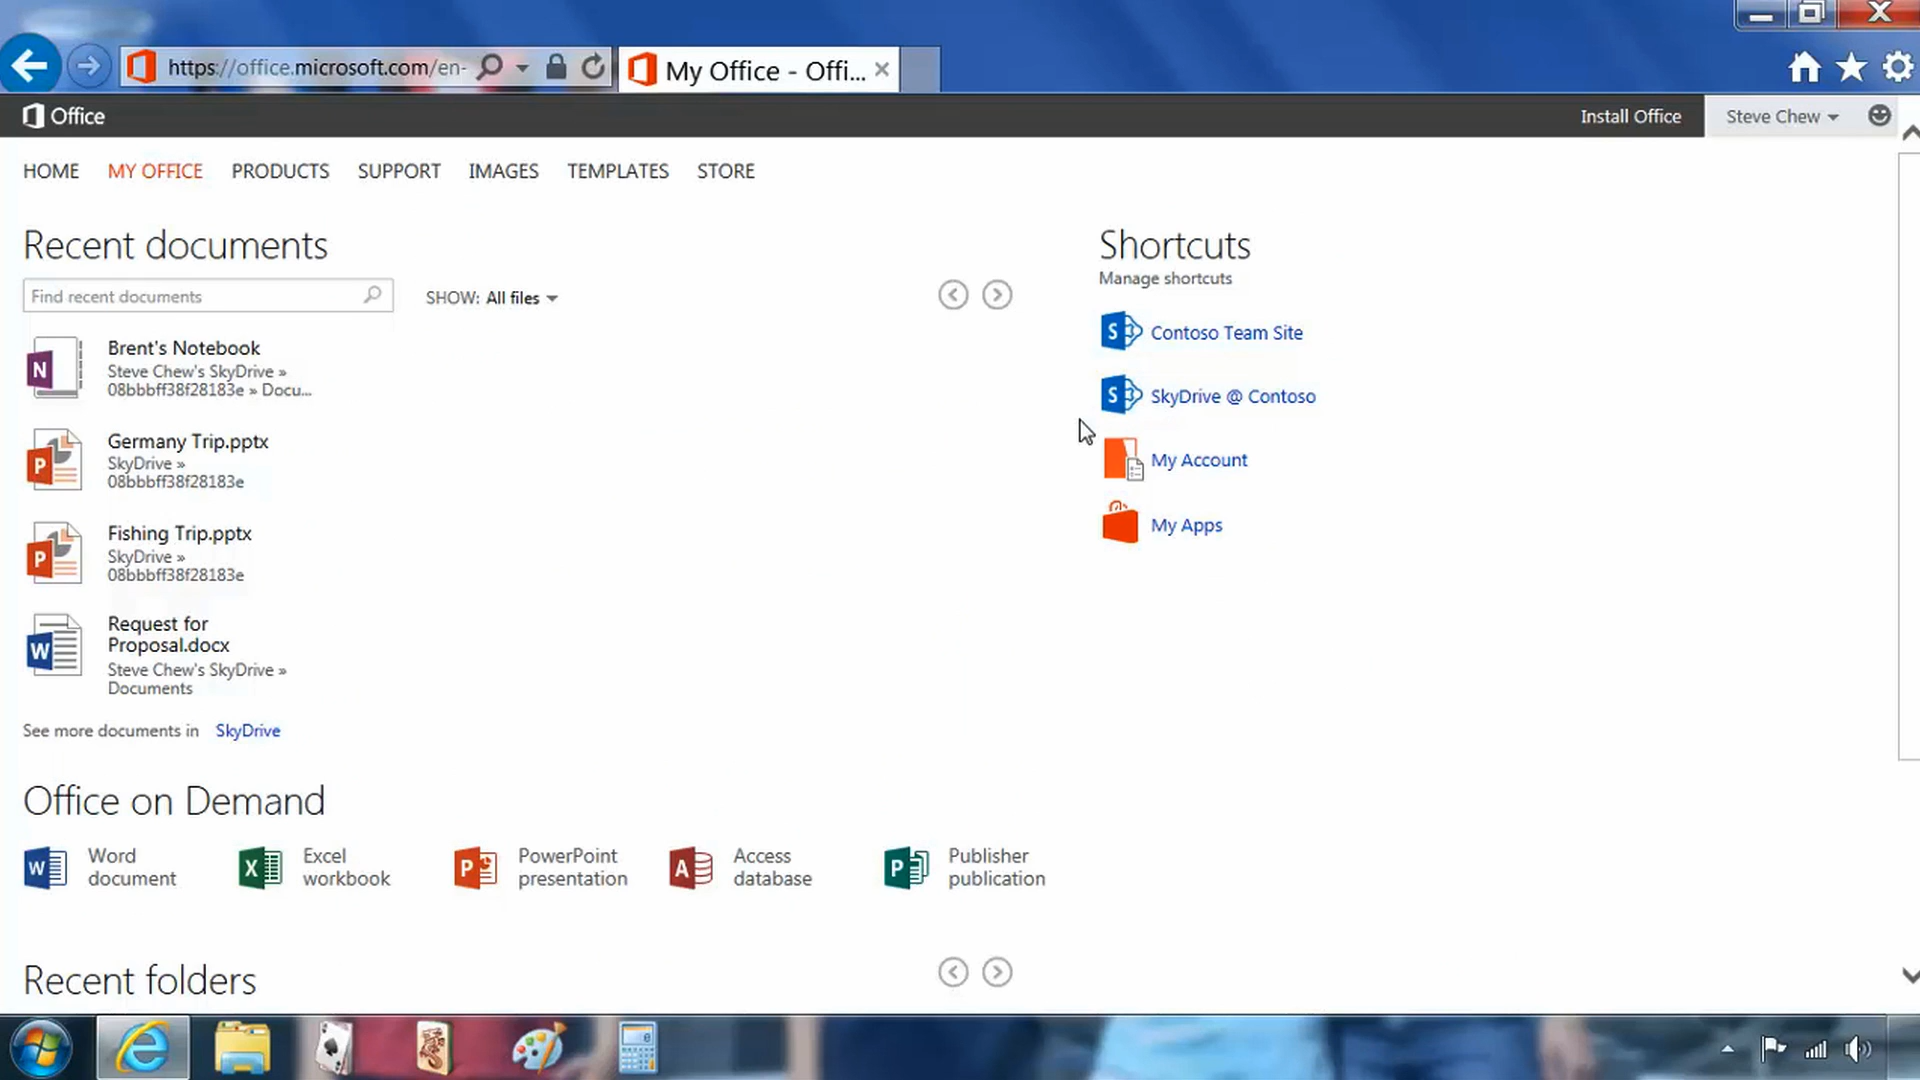 https://office.microsoft.com/en-
My Office - Offi...
Office
Install Office
Steve Chew
HOME
MY OFFICE
PRODUCTS
SUPPORT
IMAGES
TEMPLATES
STORE
Recent documents
Find recent documents
SHOW: All files
Brent's Notebook
Steve Chew's SkyDrive »
08bbbff38f28183e » Docu...
Germany Trip.pptx
SkyDrive »
08bbbff38f28183e
Fishing Trip.pptx
SkyDrive »
08bbbff38f28183e
Request for
Proposal.docx
Steve Chew's SkyDrive »
Documents
See more documents in SkyDrive
Shortcuts
Manage shortcuts
Contoso Team Site
SkyDrive @ Contoso
My Account
My Apps
Office on Demand
Word
document
Excel
workbook
PowerPoint
presentation
Access
database
Publisher
publication
Recent folders